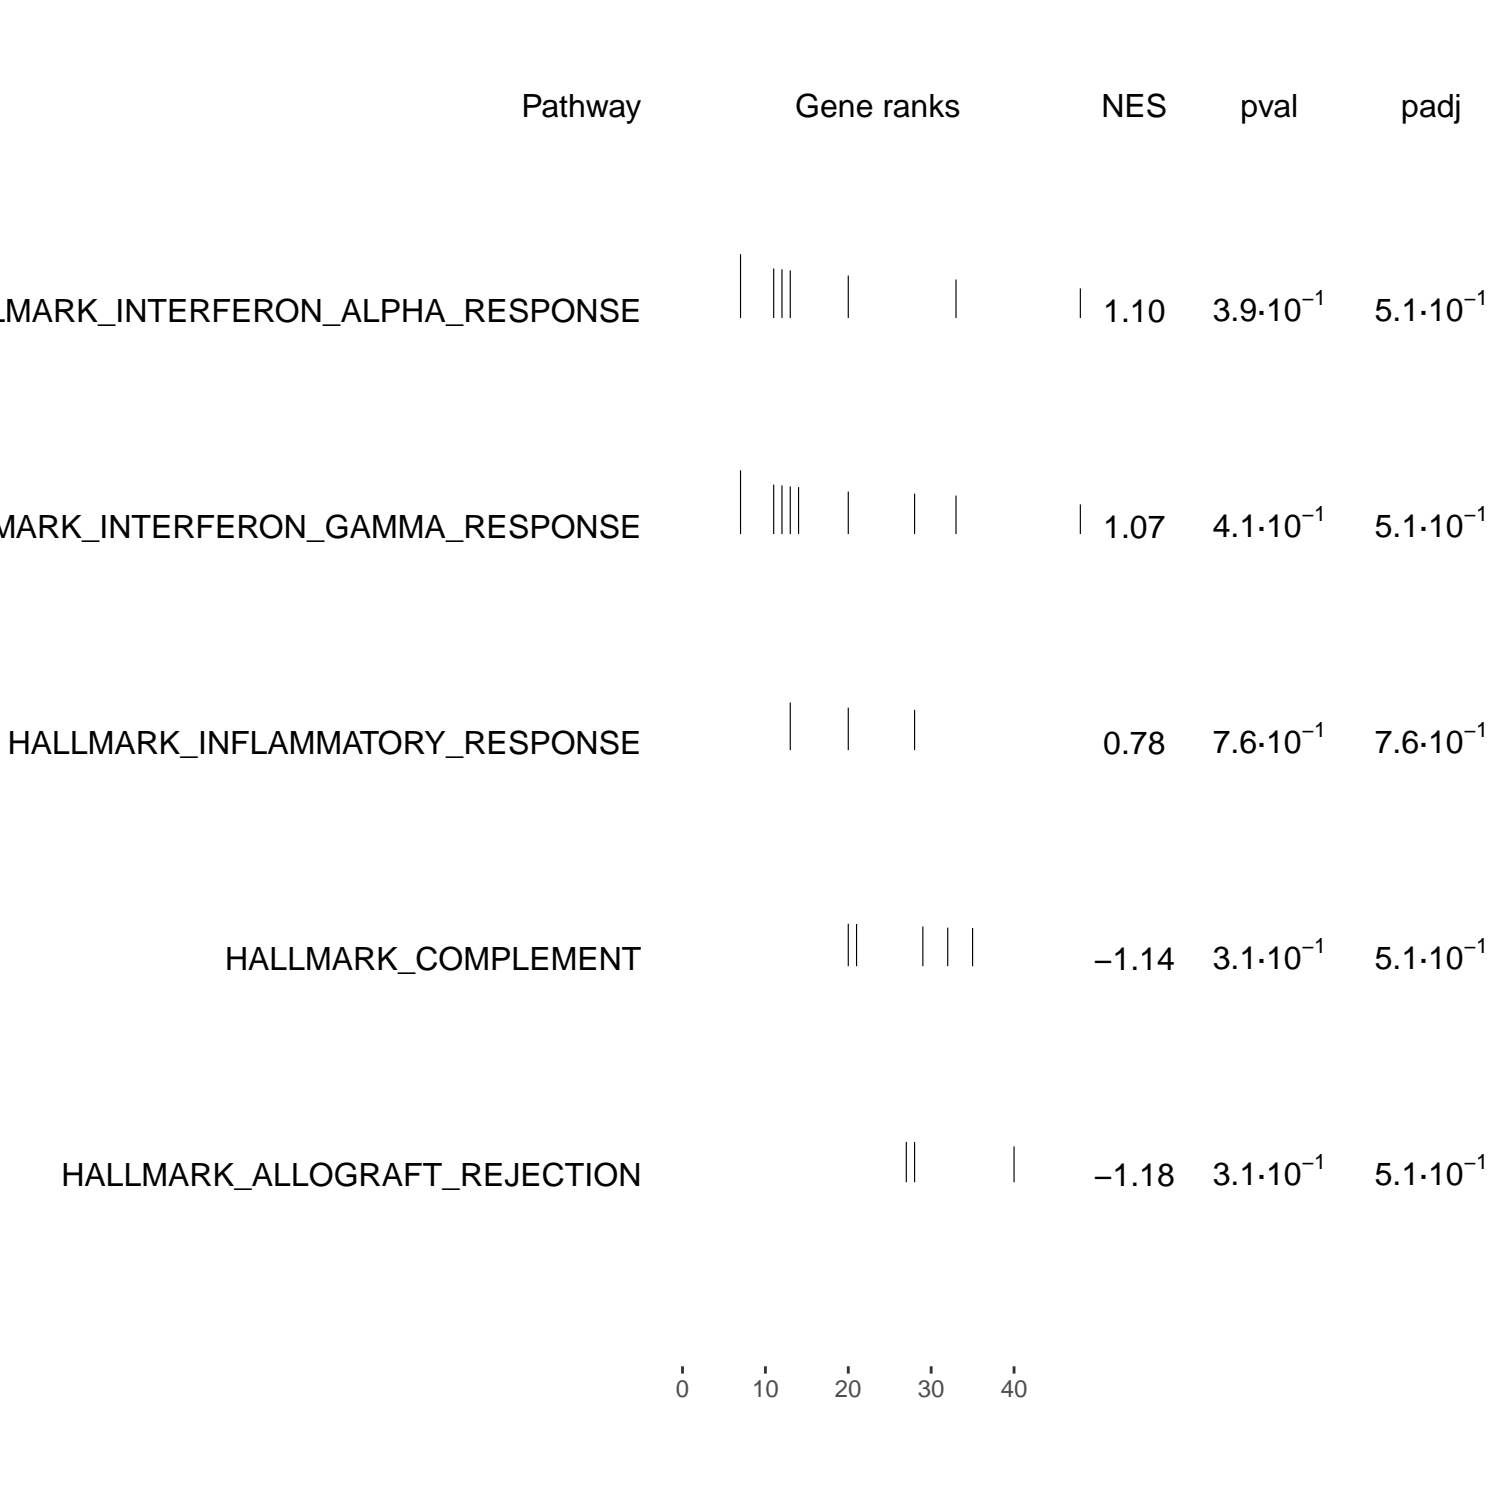 Pathway Gene ranks NES pval padj
LMARK_INTERFERON_ALPHA_RESPONSE 1.10 3.9·10⁻¹ 5.1·10⁻¹
MARK_INTERFERON_GAMMA_RESPONSE 1.07 4.1·10⁻¹ 5.1·10⁻¹
HALLMARK_INFLAMMATORY_RESPONSE 0.78 7.6·10⁻¹ 7.6·10⁻¹
HALLMARK_COMPLEMENT −1.14 3.1·10⁻¹ 5.1·10⁻¹
HALLMARK_ALLOGRAFT_REJECTION −1.18 3.1·10⁻¹ 5.1·10⁻¹
0 10 20 30 40